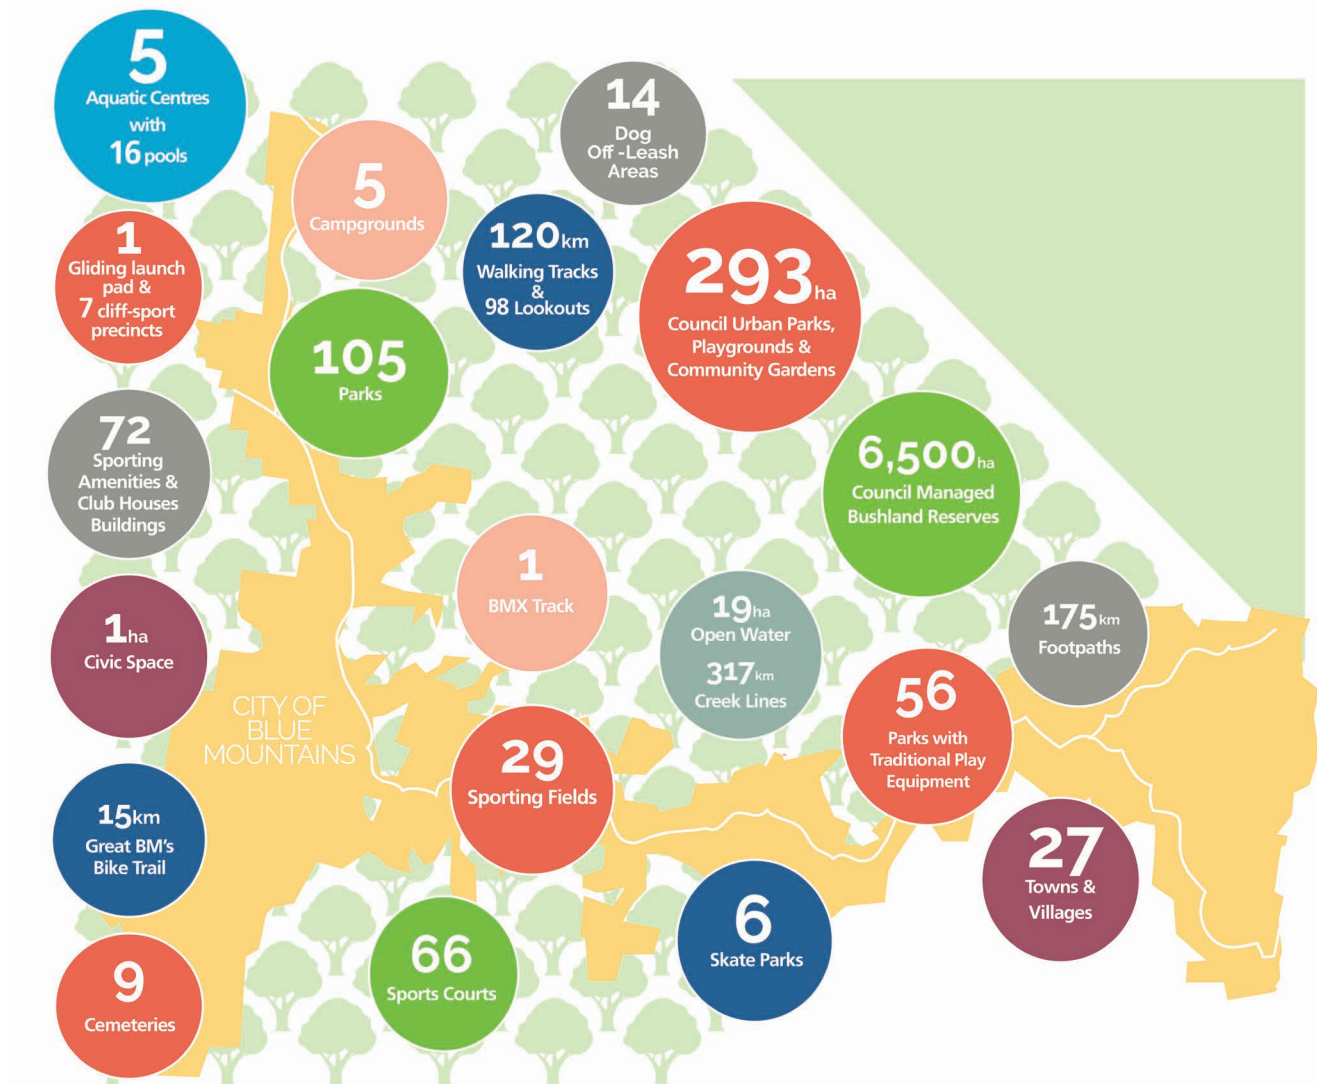 5
Aquatic Centres
with
16 pools
14
Dog
Off -Leash
Areas
5
Campgrounds
1
Gliding launch
pad &
7 cliff-sport
precincts
120km
Walking Tracks
&
98 Lookouts
293ha
Council Urban Parks,
Playgrounds &
Community Gardens
105
Parks
72
Sporting
Amenities &
Club Houses
Buildings
6,500ha
Council Managed
Bushland Reserves
1
BMX Track
1ha
Civic Space
19ha
Open Water
317km
Creek Lines
175km
Footpaths
CITY OF
BLUE
MOUNTAINS
56
Parks with
Traditional Play
Equipment
29
Sporting Fields
15km
Great BM's
Bike Trail
27
Towns &
Villages
6
Skate Parks
66
Sports Courts
9
Cemeteries